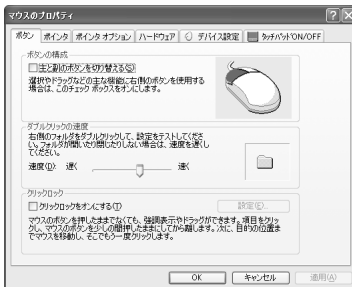 マウスのプロパティ
ボタン ポインタ ポインタ オプション ハードウェア デバイス設定 タッチパッドON/OFF
ボタンの構成
主と副のボタンを切り替える(S)
選択やドラッグなどの主な機能に右側のボタンを使用する
場合は、このチェック ボックスをオンにします。
ダブルクリックの速度
右側のフォルダをダブルクリックして、設定をテストしてくださ
い。フォルダが開いたり閉じたりしない場合は、速度を遅くし
てください。
速度(D): 遅く 速く
クリックロック
クリックロックをオンにする(T) 設定(E)...
マウスのボタンを押したままでなくても、強調表示やドラッグができます。項目をクリッ
クし、マウスのボタンを少しの間押したままにしてから離します。次に、目的の位置ま
でマウスを移動し、そこでもう一度クリックします。
OK キャンセル 適用(A)